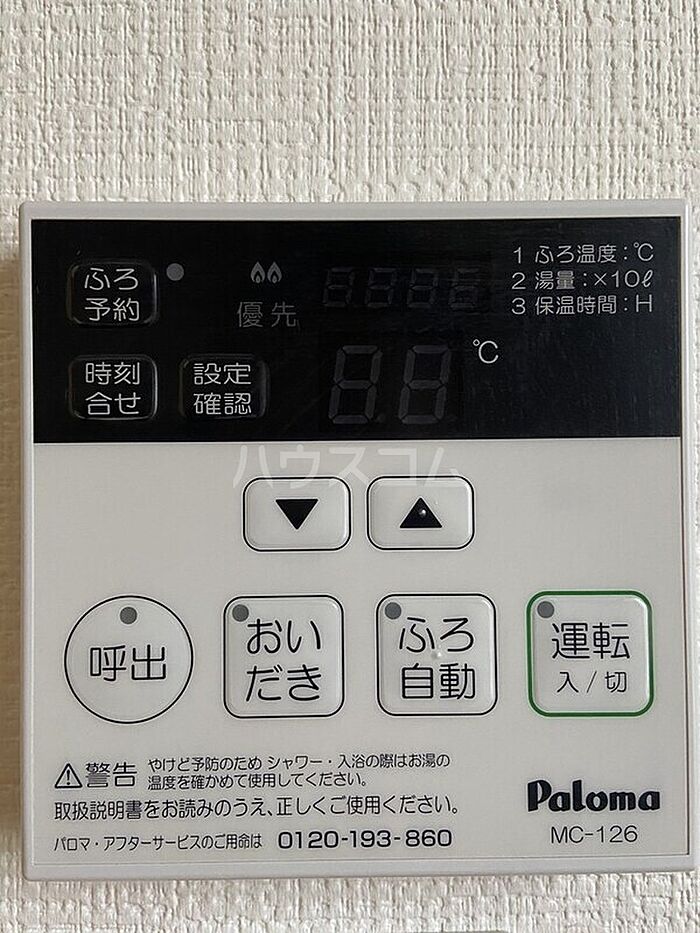 ふろ
予約
優先
1 ふろ温度：℃
2 湯量：×10ℓ
3 保温時間：H
時刻
合せ
設定
確認
88
℃
ハウスコム
▼
▲
呼出
おい
だき
ふろ
自動
運転
入/切
⚠警告 やけど予防のため シャワー・入浴の際はお湯の
温度を確かめて使用してください。
取扱説明書をお読みのうえ、正しくご使用ください。
パロマ・アフターサービスのご用命は 0120-193-860
Paloma
MC-126